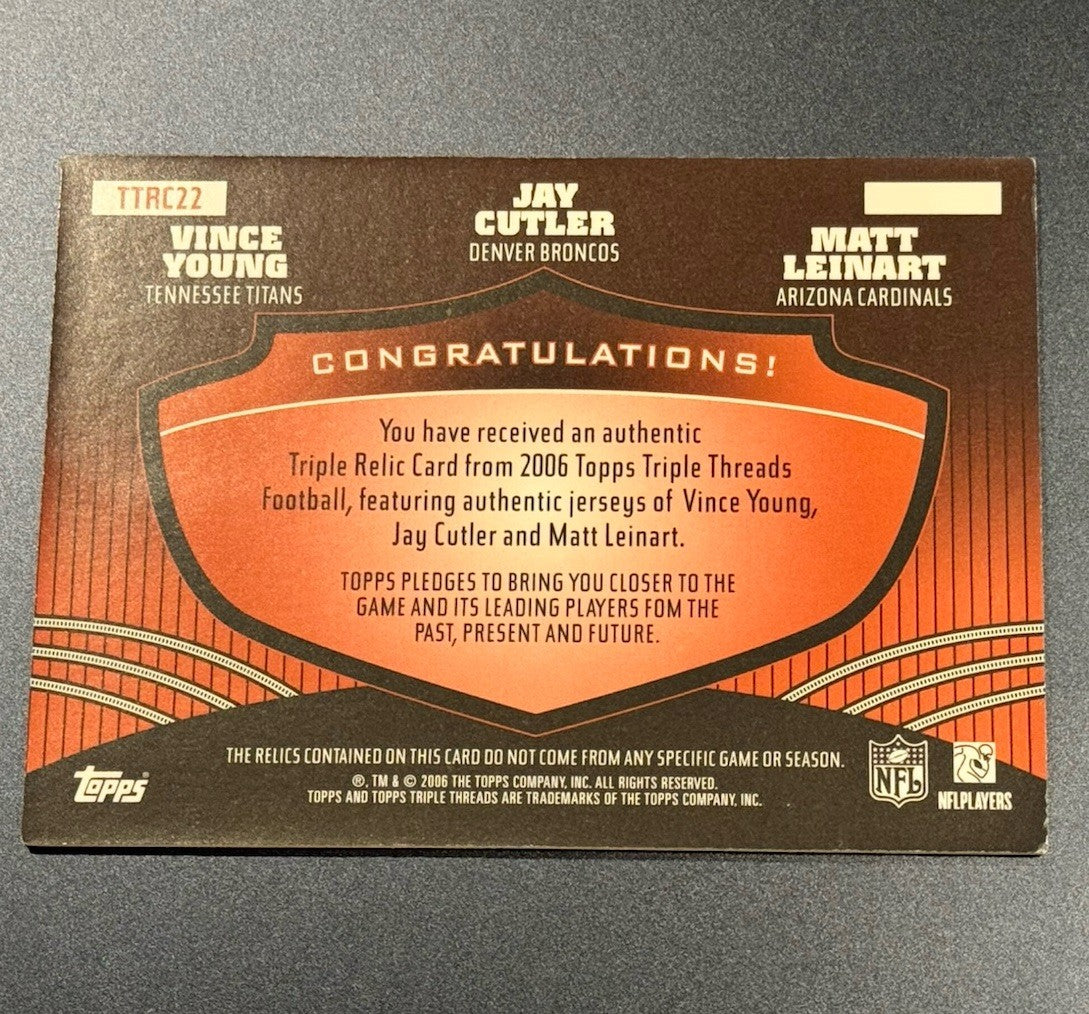 TTRC22
JAY
CUTLER
DENVER BRONCOS
VINCE
YOUNG
TENNESSEE TITANS
MATT
LEINART
ARIZONA CARDINALS
CONGRATULATIONS!
You have received an authentic
Triple Relic Card from 2006 Topps Triple Threads
Football, featuring authentic jerseys of Vince Young,
Jay Cutler and Matt Leinart.
TOPPS PLEDGES TO BRING YOU CLOSER TO THE
GAME AND ITS LEADING PLAYERS FOM THE
PAST, PRESENT AND FUTURE.
THE RELICS CONTAINED ON THIS CARD DO NOT COME FROM ANY SPECIFIC GAME OR SEASON.
®, TM & © 2006 THE TOPPS COMPANY, INC. ALL RIGHTS RESERVED.
TOPPS AND TOPPS TRIPLE THREADS ARE TRADEMARKS OF THE TOPPS COMPANY, INC.
topps
NFL
NFLPLAYERS